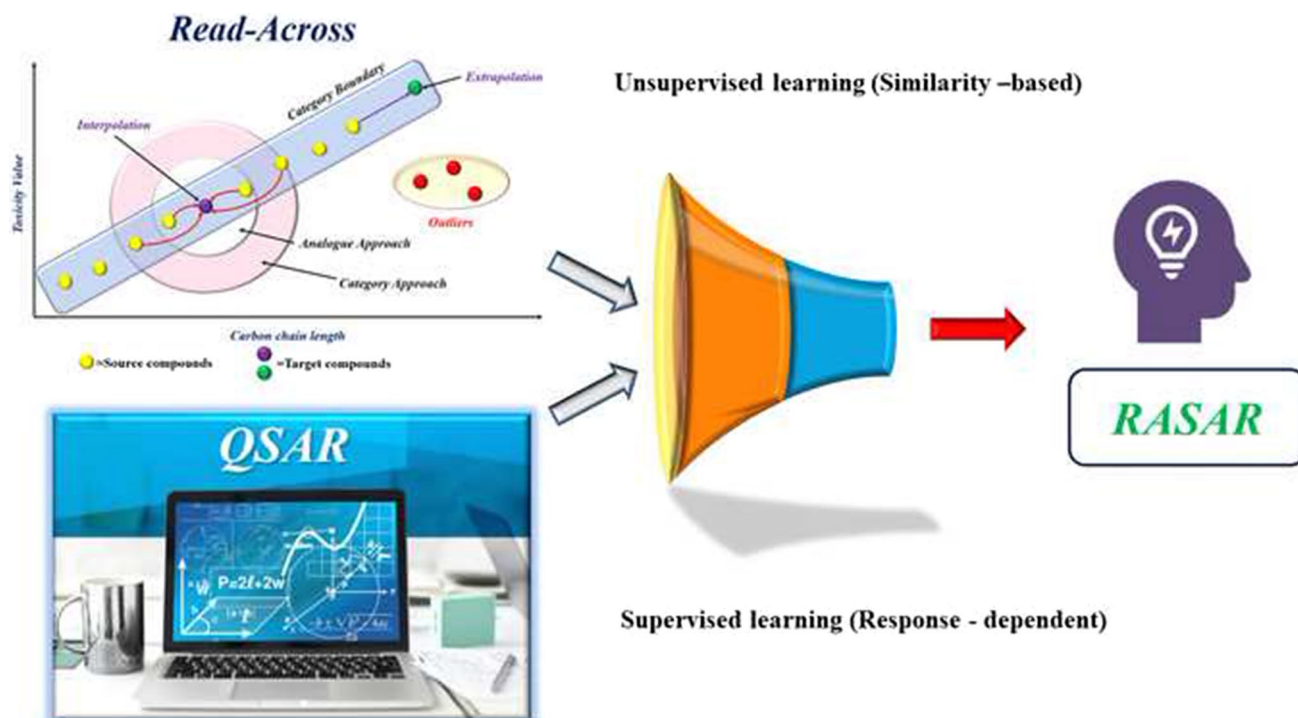 Read-Across
Category Boundary
Extrapolation
Interpolation
Toxicity Value
Outliers
Analogue Approach
Category Approach
Carbon chain length
=Source compounds
=Target compounds
Unsupervised learning (Similarity –based)
RASAR
QSAR
P=2ℓ+2w
Supervised learning (Response - dependent)